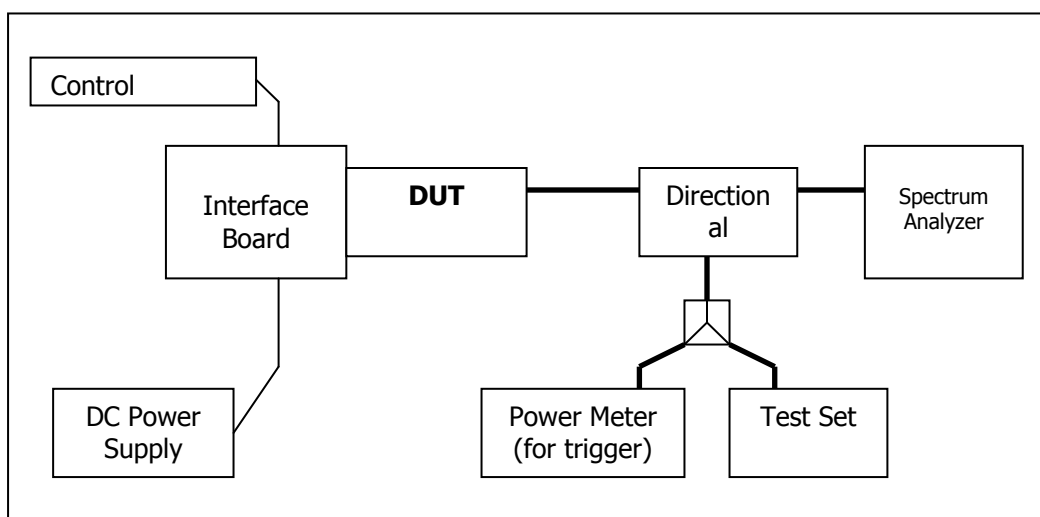 Control
Interface
Board
DUT
Direction
al
Spectrum
Analyzer
DC Power
Supply
Power Meter
(for trigger)
Test Set